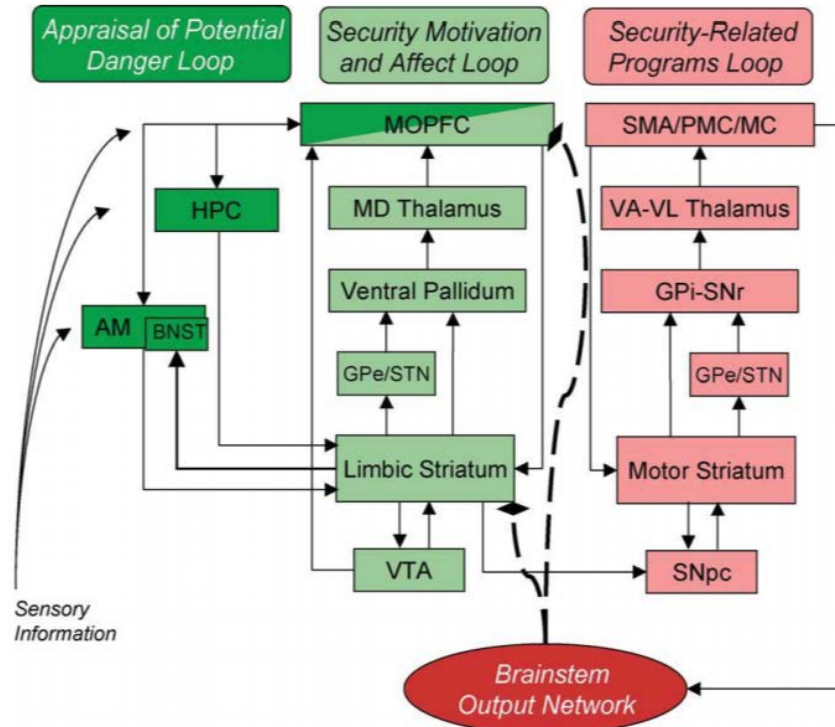 Appraisal of Potential
Danger Loop
Security Motivation
and Affect Loop
Security-Related
Programs Loop
MOPFC
SMA/PMC/MC
HPC
MD Thalamus
VA-VL Thalamus
AM
BNST
Ventral Pallidum
GPi-SNr
GPe/STN
GPe/STN
Limbic Striatum
Motor Striatum
VTA
SNpc
Sensory
Information
Brainstem
Output Network